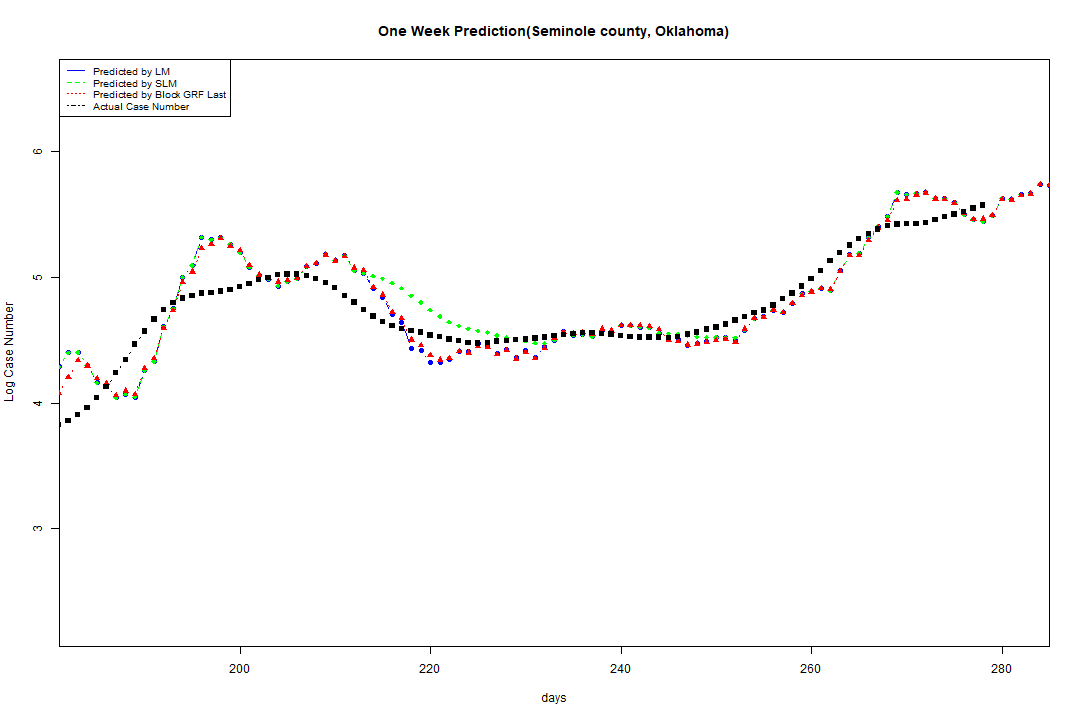 One Week Prediction(Seminole county, Oklahoma)
Predicted by LM
Predicted by SLM
Predicted by Block GRF Last
Actual Case Number
6
5
4
3
Log Case Number
200 220 240 260 280
days